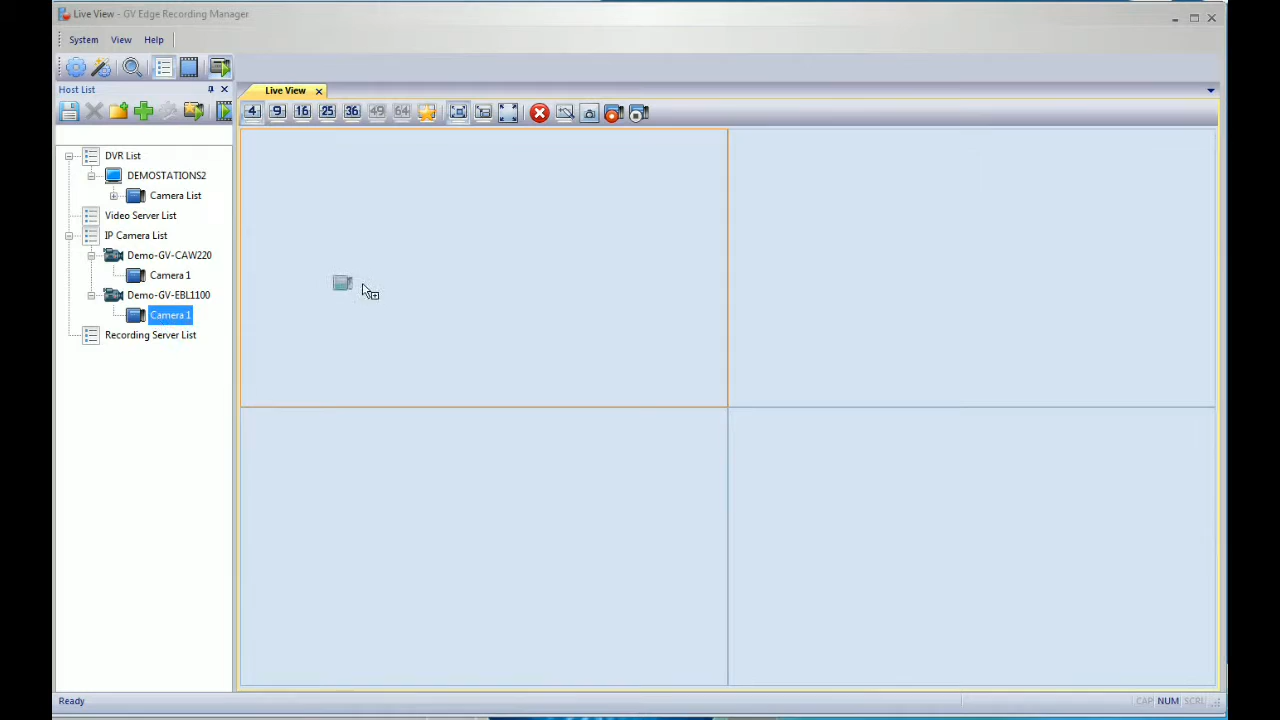 Live View - GV Edge Recording Manager
System View Help
Host List
Live View
4 9 16 25 36 49 64
DVR List
DEMOSTATIONS2
Camera List
Video Server List
IP Camera List
Demo-GV-CAW220
Camera 1
Demo-GV-EBL1100
Camera 1
Recording Server List
Ready
CAP NUM SCRL